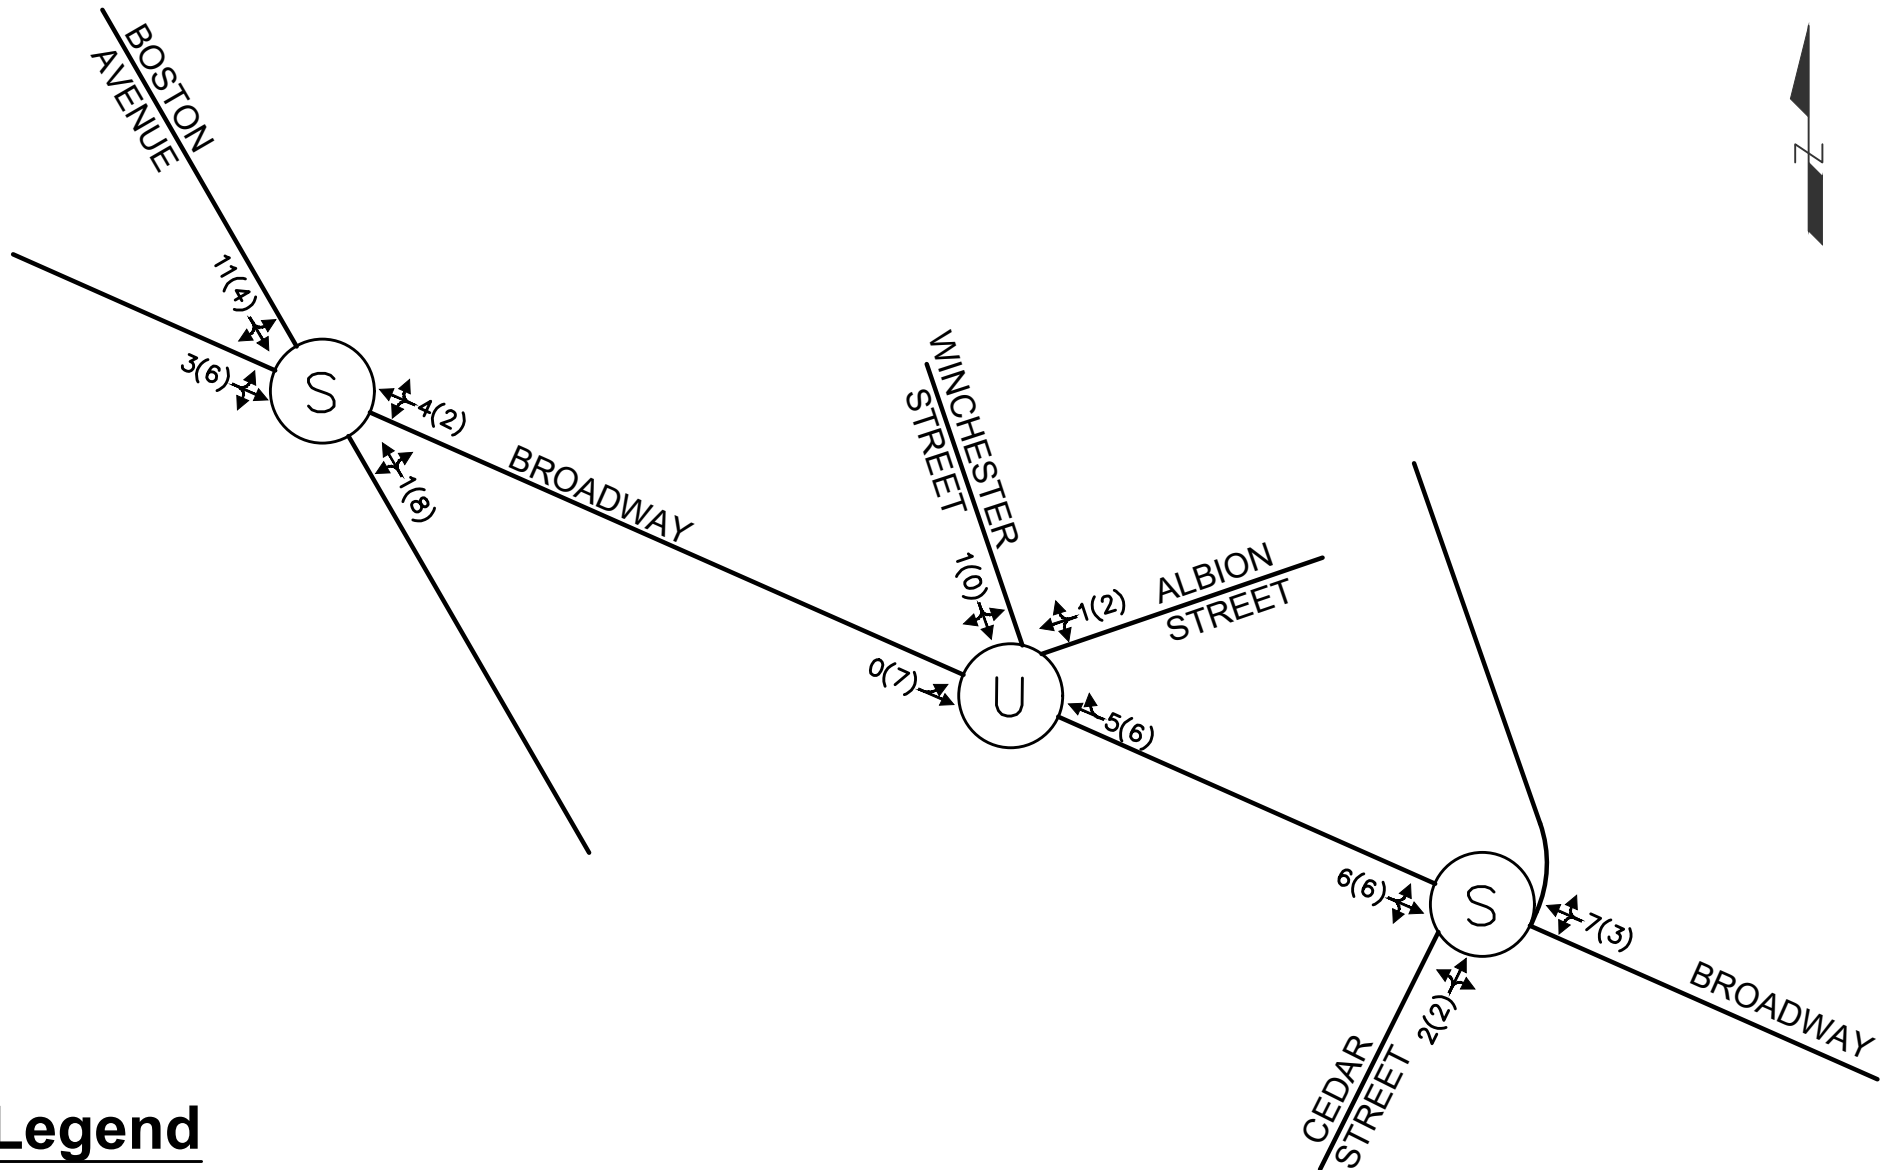 BOSTON
AVENUE
N
11(4)
3(6)
S
4(2)
1(8)
BROADWAY
WINCHESTER
STREET
1(0)
1(2)
ALBION
STREET
0(7)
U
5(6)
6(6)
S
7(3)
2(2)
BROADWAY
CEDAR
STREET
Legend